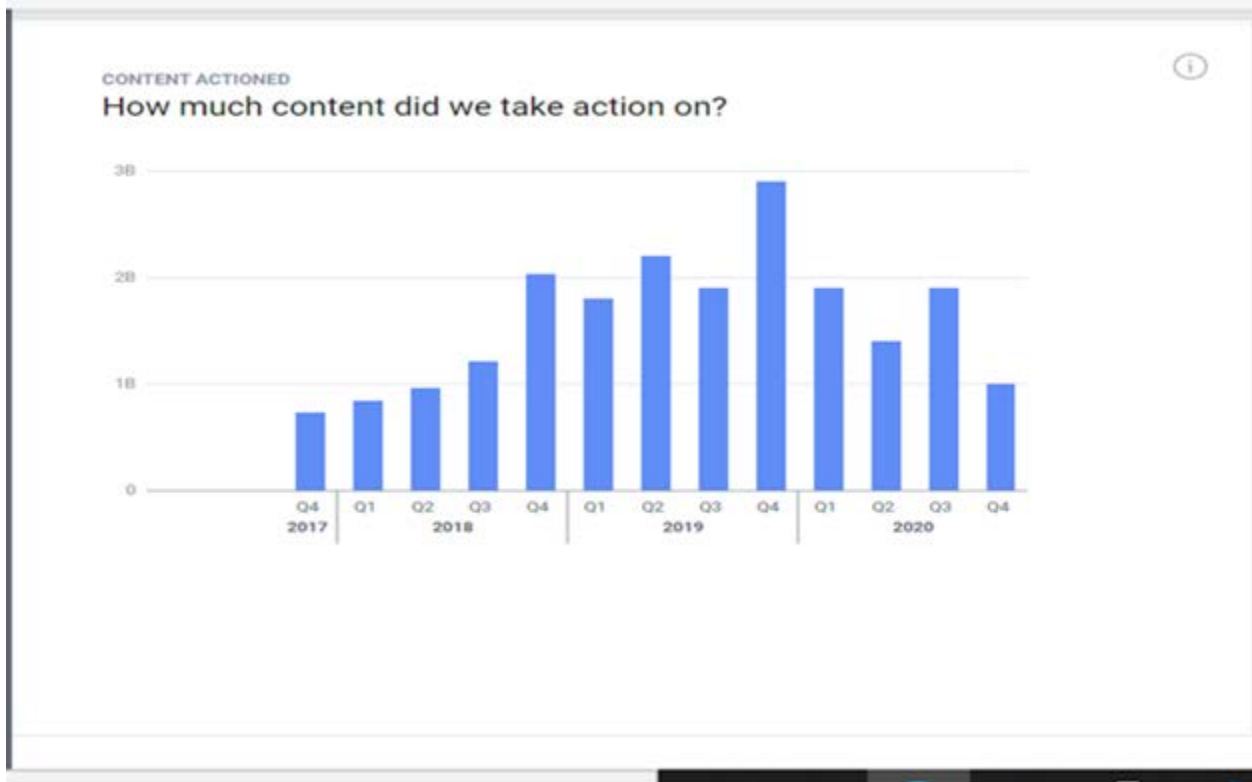 CONTENT ACTIONED
How much content did we take action on?
3B
2B
1B
0
Q4 Q1 Q2 Q3 Q4 Q1 Q2 Q3 Q4 Q1 Q2 Q3 Q4
2017 2018 2019 2020